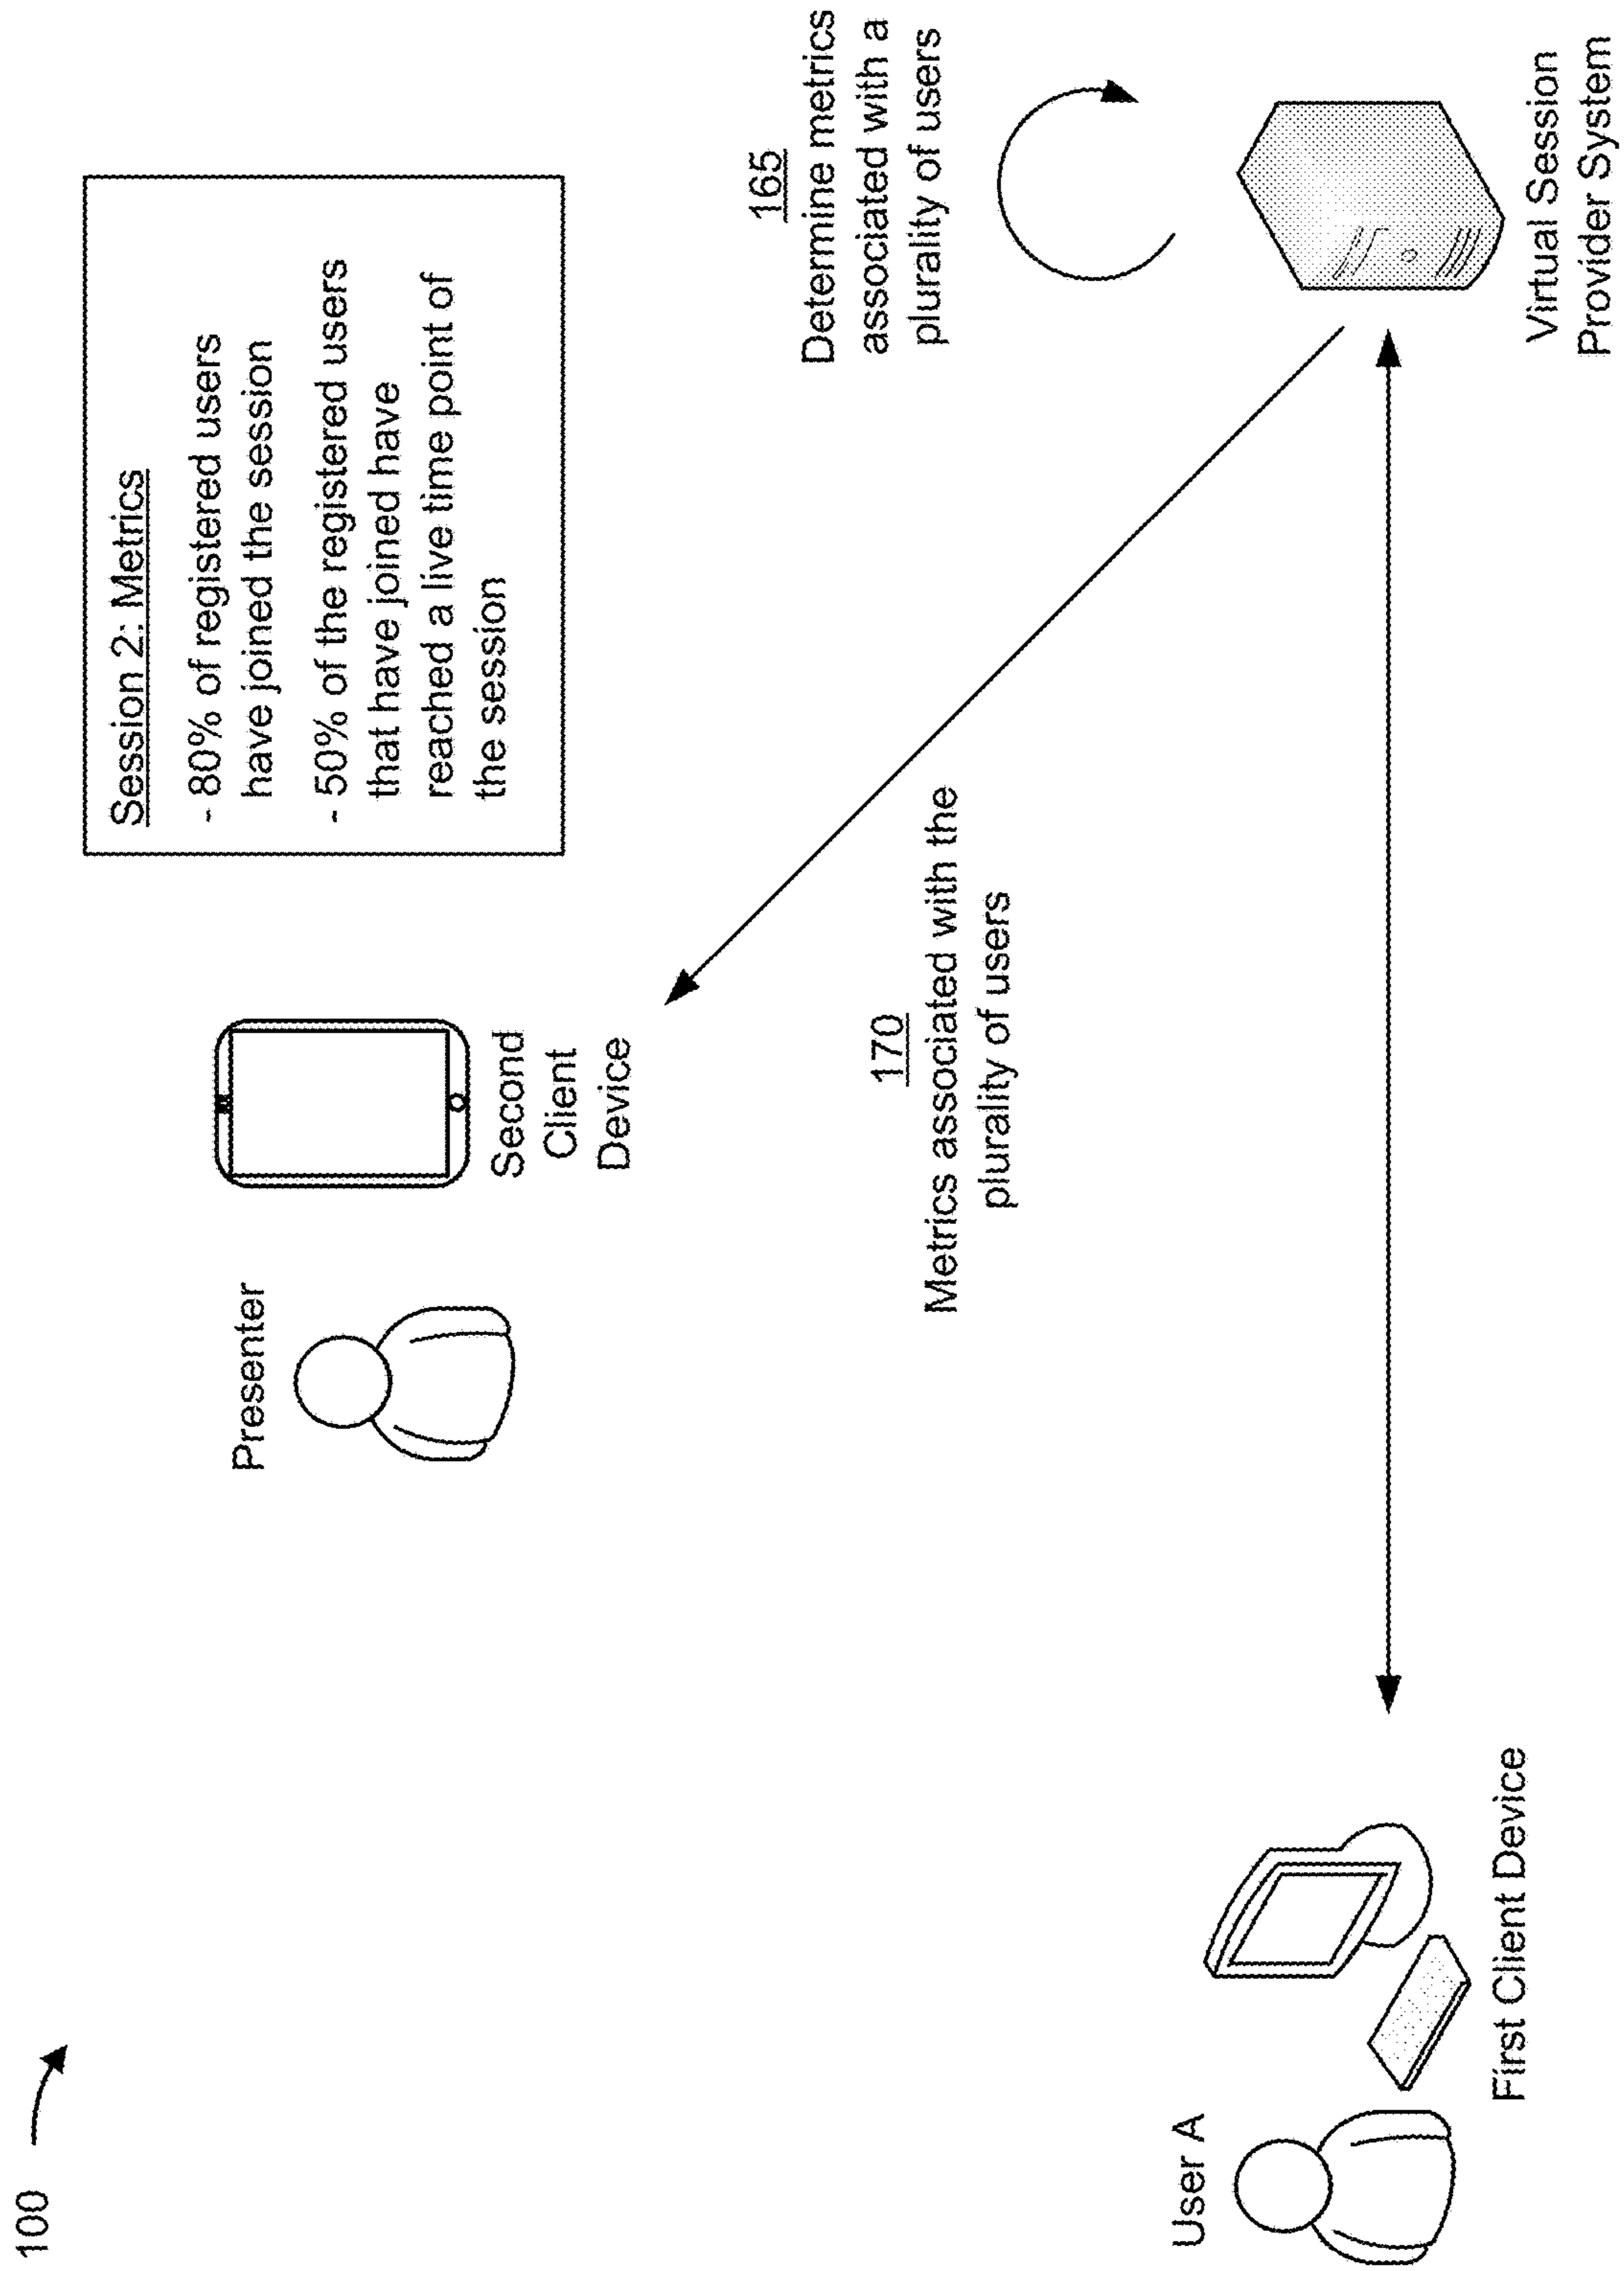 100
Presenter
Second
Client
Device
Session 2: Metrics
- 80% of registered users
have joined the session
- 50% of the registered users
that have joined have
reached a live time point of
the session
170
Metrics associated with the
plurality of users
165
Determine metrics
associated with a
plurality of users
User A
First Client Device
Virtual Session
Provider System